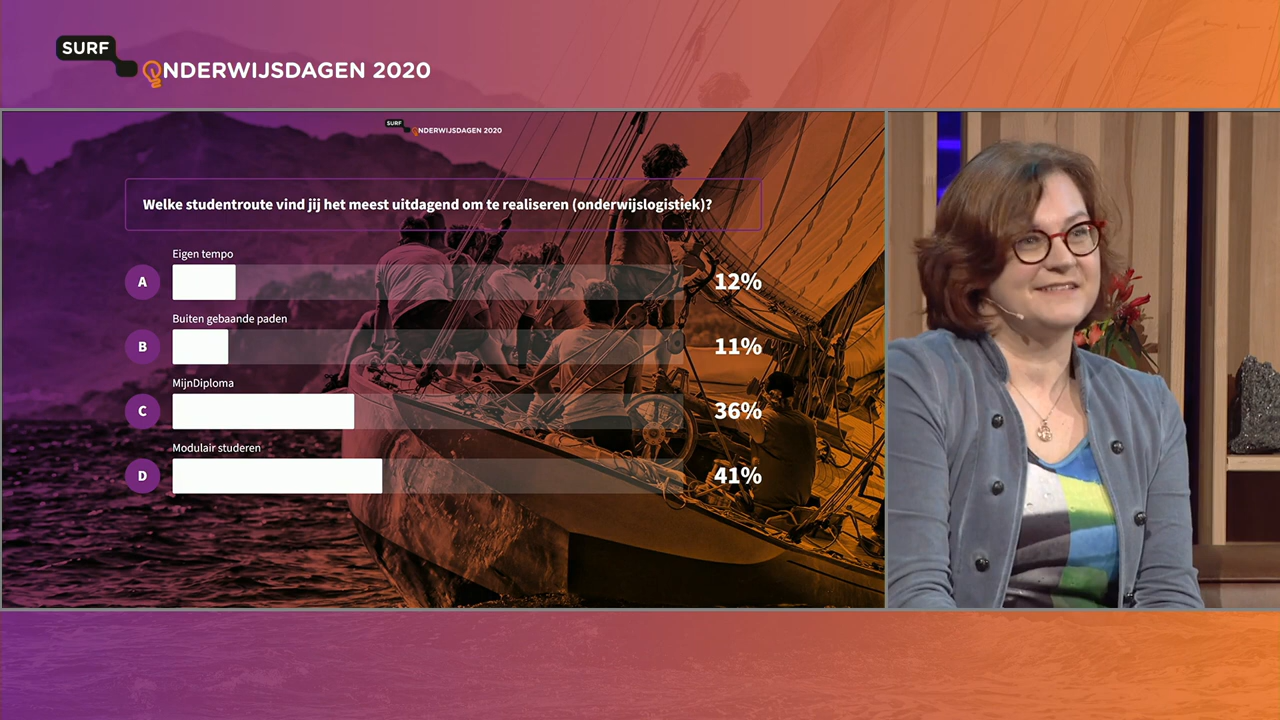 SURF
ONDERWIJSDAGEN 2020
SURF
ONDERWIJSDAGEN 2020
Welke studentroute vind jij het meest uitdagend om te realiseren (onderwijslogistiek)?
Eigen tempo
A
12%
Buiten gebaande paden
B
11%
MijnDiploma
C
36%
Modulair studeren
D
41%